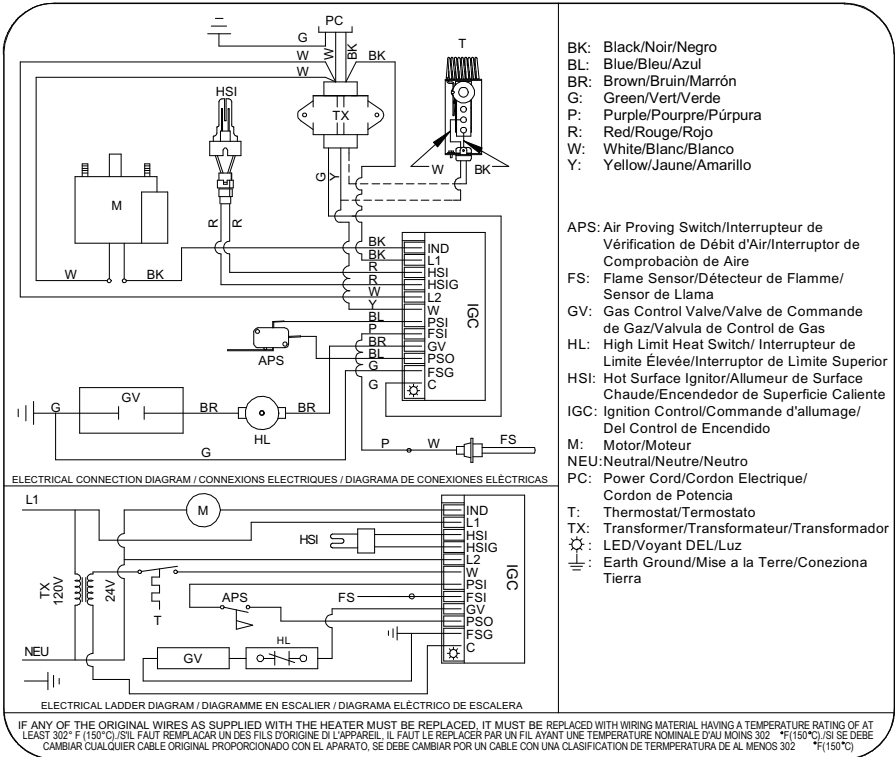 PC
G
W
W
BK
W
BK
T
HSI
TX
M
G
Y
W
BK
R
R
W
BK
BK
BK
R
R
W
Y
BL
P
BR
BL
G
G
IND
L1
HSI
HSIG
L2
W
PSI
FSI
GV
PSO
FSG
C
IGC
APS
GV
G
BR
BR
HL
G
P
W
FS
ELECTRICAL CONNECTION DIAGRAM / CONNEXIONS ELECTRIQUES / DIAGRAMA DE CONEXIONES ELÈCTRICAS
L1
M
HSI
TX
120V
24V
T
APS
FS
HL
GV
NEU
IND
L1
HSI
HSIG
L2
W
PSI
FSI
GV
PSO
FSG
C
IGC
ELECTRICAL LADDER DIAGRAM / DIAGRAMME EN ESCALIER / DIAGRAMA ELÈCTRICO DE ESCALERA
BK: Black/Noir/Negro
BL: Blue/Bleu/Azul
BR: Brown/Bruin/Marrón
G: Green/Vert/Verde
P: Purple/Pourpre/Púrpura
R: Red/Rouge/Rojo
W: White/Blanc/Blanco
Y: Yellow/Jaune/Amarillo
APS: Air Proving Switch/Interrupteur de
Vérification de Débit d'Air/Interruptor de
Comprobaciòn de Aire
FS: Flame Sensor/Détecteur de Flamme/
Sensor de Llama
GV: Gas Control Valve/Valve de Commande
de Gaz/Valvula de Control de Gas
HL: High Limit Heat Switch/ Interrupteur de
Limite Élevée/Interruptor de Lìmite Superior
HSI: Hot Surface Ignitor/Allumeur de Surface
Chaude/Encendedor de Superficie Caliente
IGC: Ignition Control/Commande d'allumage/
Del Control de Encendido
M: Motor/Moteur
NEU:Neutral/Neutre/Neutro
PC: Power Cord/Cordon Electrique/
Cordon de Potencia
T: Thermostat/Termostato
TX: Transformer/Transformateur/Transformador
: LED/Voyant DEL/Luz
: Earth Ground/Mise a la Terre/Coneziona
Tierra
IF ANY OF THE ORIGINAL WIRES AS SUPPLIED WITH THE HEATER MUST BE REPLACED, IT MUST BE REPLACED WITH WIRING MATERIAL HAVING A TEMPERATURE RATING OF AT
LEAST 302° F (150°C)./S'IL FAUT REMPLACAR UN DES FILS D'ORIGINE DI L'APPAREIL, IL FAUT LE REPLACER PAR UN FIL AYANT UNE TEMPERATURE NOMINALE D'AU MOINS 302 °F(150°C)./SI SE DEBE
CAMBIAR CUALQUIER CABLE ORIGINAL PROPORCIONADO CON EL APARATO, SE DEBE CAMBIAR POR UN CABLE CON UNA CLASIFICATION DE TERMPERATURA DE AL MENOS 302 °F(150°C)